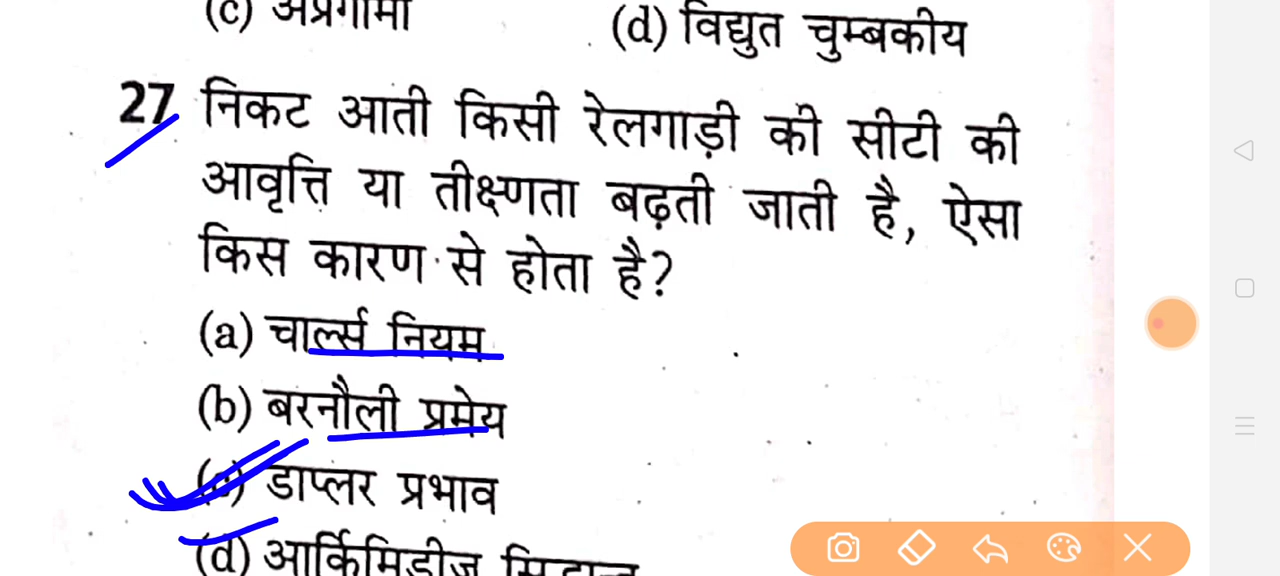 (c) अप्रगामी
(d) विद्युत चुम्बकीय
27. निकट आती किसी रेलगाड़ी की सीटी की
आवृत्ति या तीक्ष्णता बढ़ती जाती है, ऐसा
किस कारण से होता है?
(a) चार्ल्स नियम
(b) बरनौली प्रमेय
(c) डाप्लर प्रभाव
(d) आर्किमिडीज सिद्धान्त